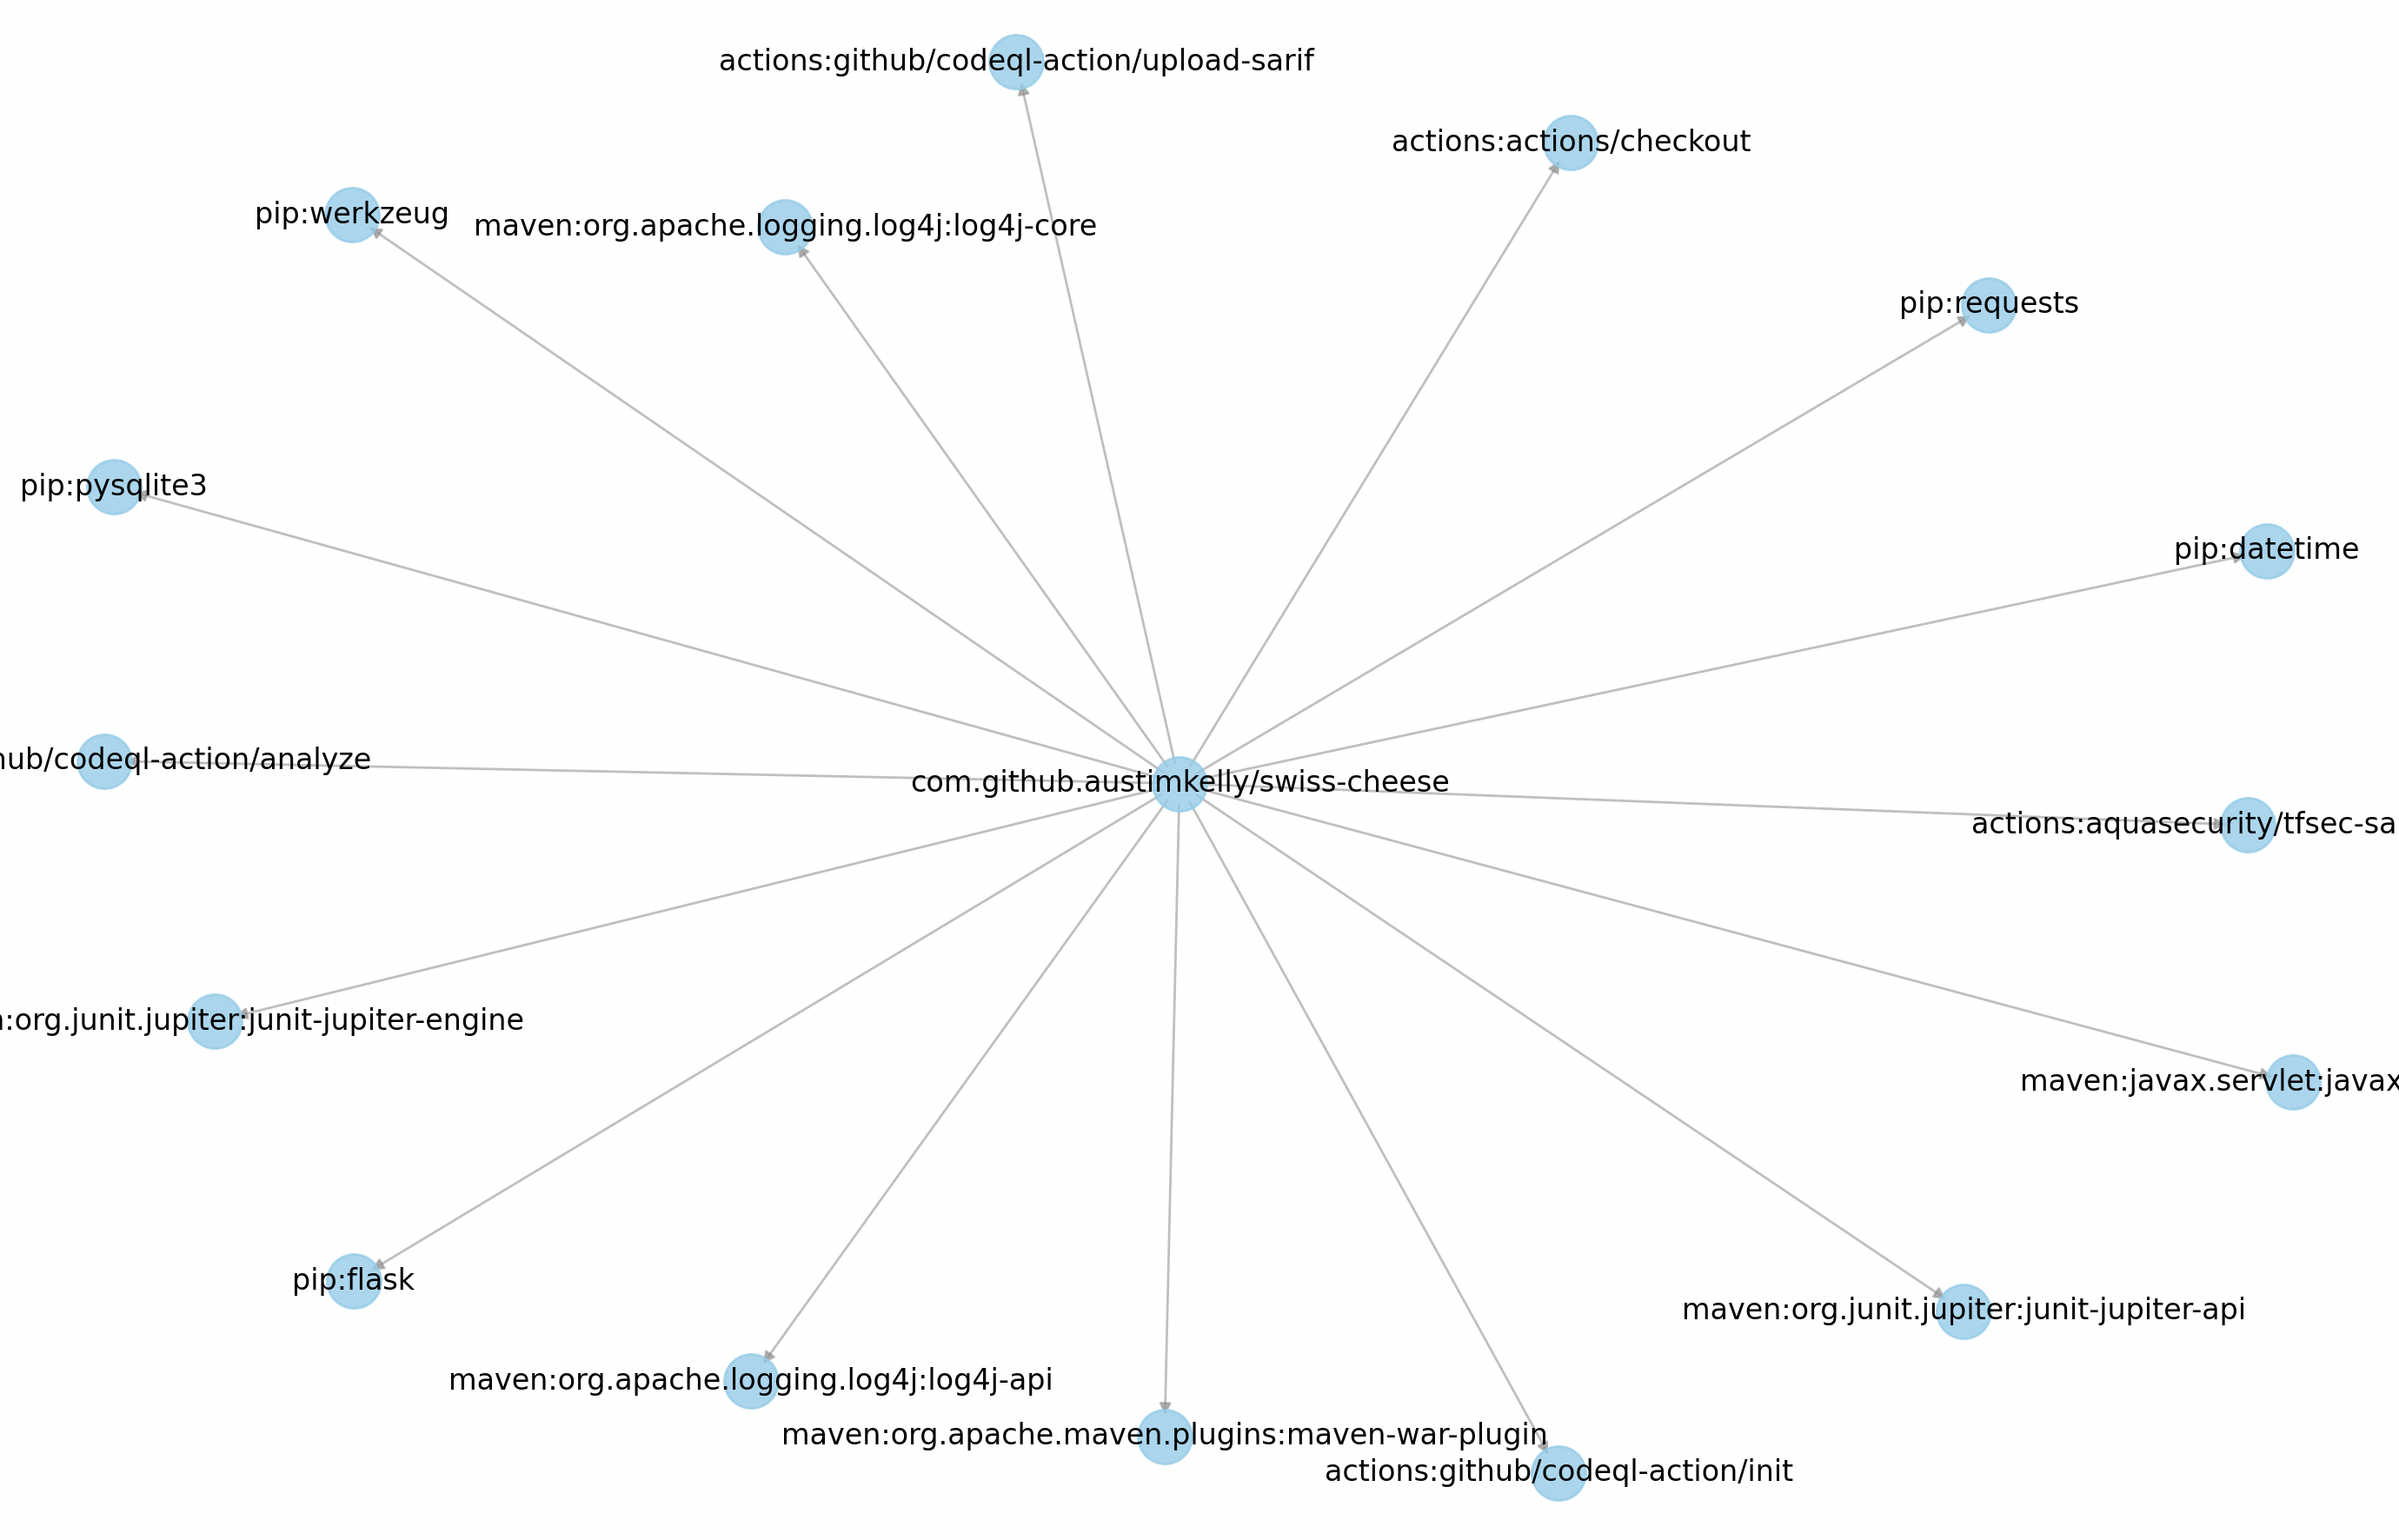 actions:github/codeql-action/upload-sarif
actions:actions/checkout
pip:werkzeug
maven:org.apache.logging.log4j:log4j-core
pip:requests
pip:pysqlite3
pip:datetime
hub/codeql-action/analyze
com.github.austimkelly/swiss-cheese
actions:aquasecurity/tfsec-sa
:org.junit.jupiter:junit-jupiter-engine
maven:javax.servlet:javax
pip:flask
maven:org.junit.jupiter:junit-jupiter-api
maven:org.apache.logging.log4j:log4j-api
maven:org.apache.maven.plugins:maven-war-plugin
actions:github/codeql-action/init